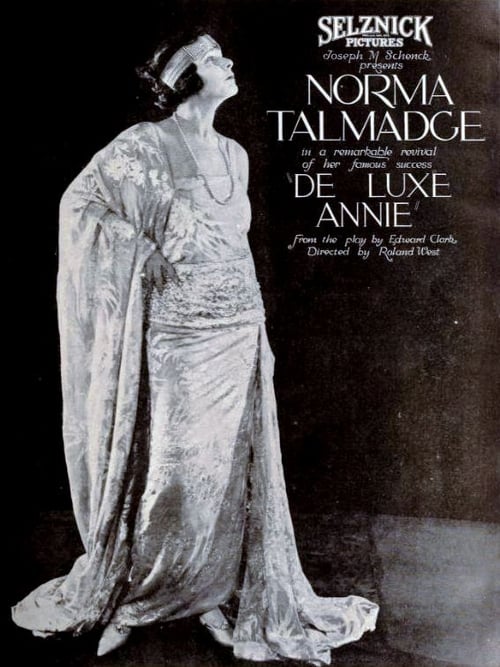 SELZNICK
PICTURES
Joseph M Schenck
presents
NORMA
TALMADGE
in a remarkable revival
of her famous success
"DE LUXE
ANNIE"
from the play by Edward Clark
Directed by Roland West